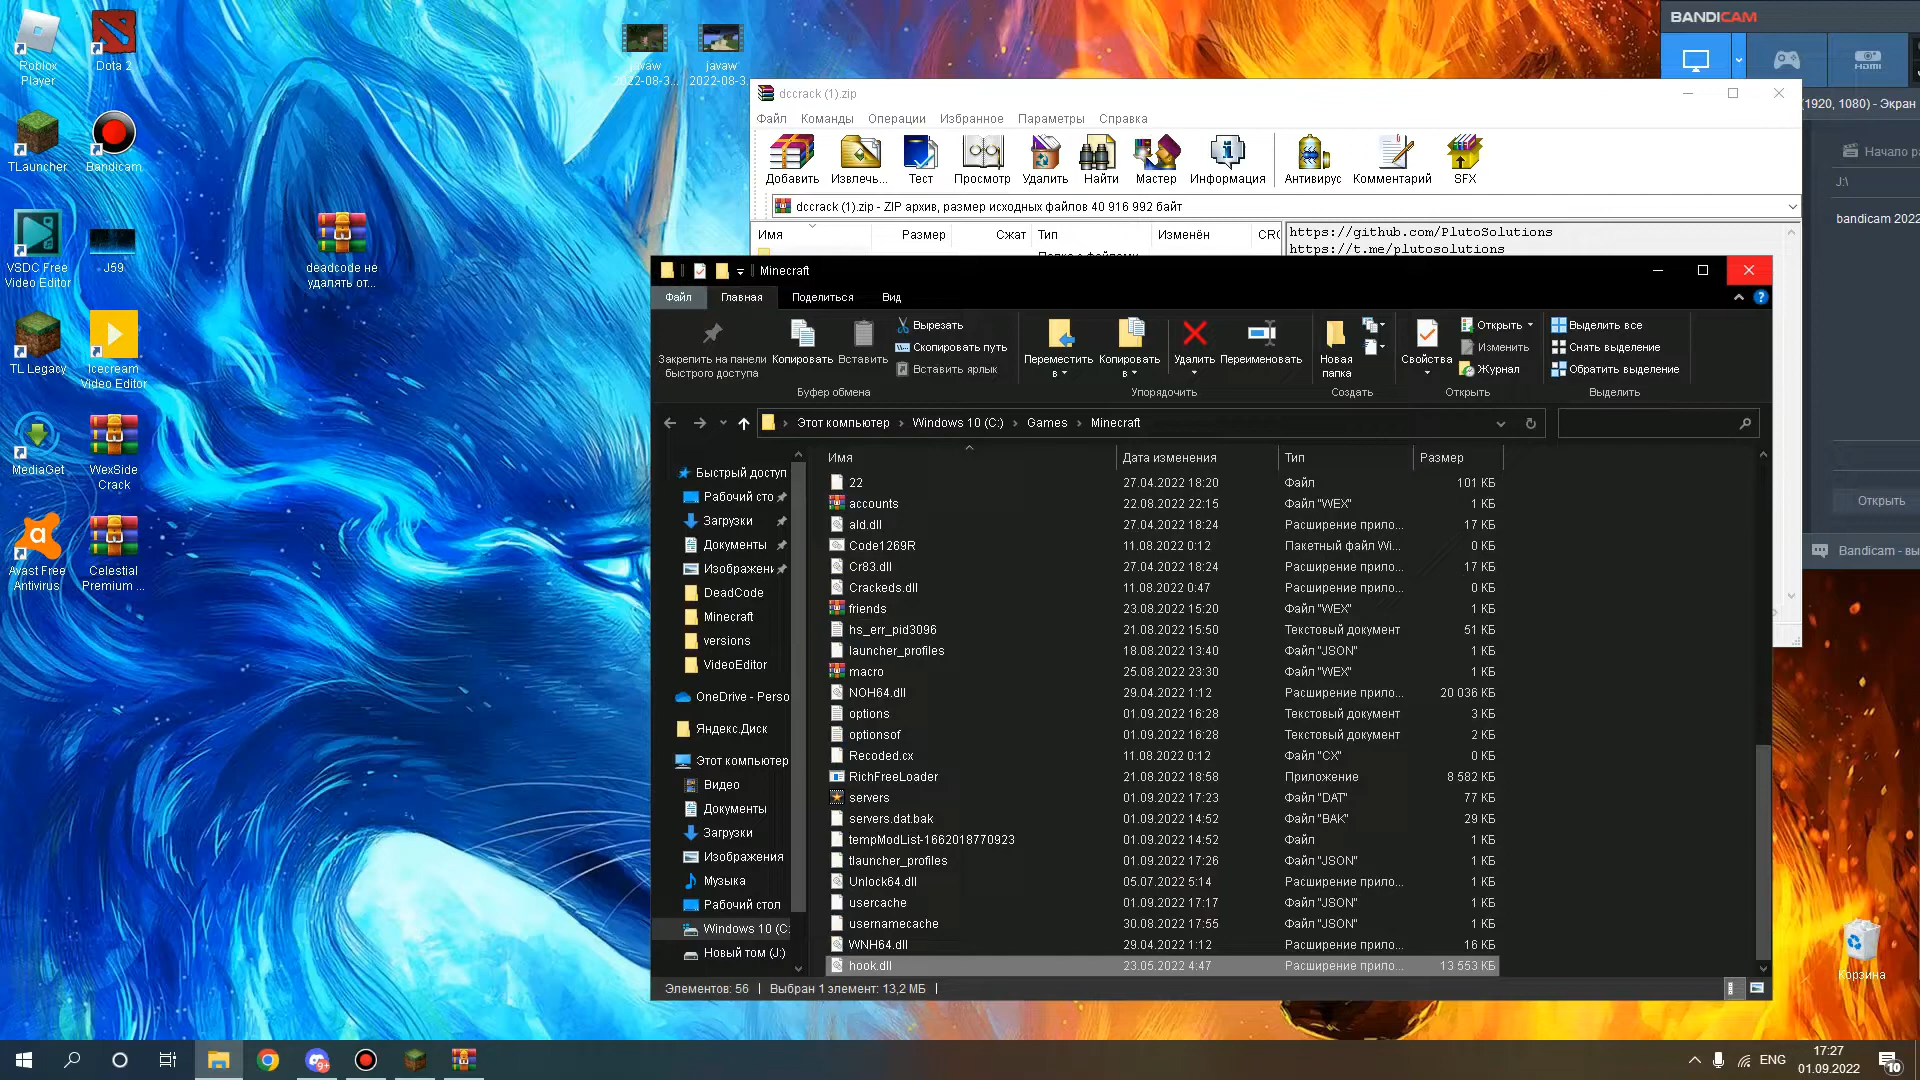 Roblox
Player
Dota 2
TLauncher
Bandicam
VSDC Free
Video Editor
J59
TL Legacy
Icecream
Video Editor
MediaGet
WexSide
Crack
Avast Free
Antivirus
Celestial
Premium ...
deadcode не
удалять от...
javaw
2022-08-3...
javaw
2022-08-3...
BANDICAM
HDMI
(1920, 1080) - Экран
Начало ра
J:\
bandicam 2022
Открыть
Bandicam - вы
dccrack (1).zip
Файл Команды Операции Избранное Параметры Справка
Добавить Извлечь... Тест Просмотр Удалить Найти Мастер Информация Антивирус Комментарий SFX
dccrack (1).zip - ZIP архив, размер исходных файлов 40 916 992 байт
Имя Размер Сжат Тип Изменён CRC
https://github.com/PlutoSolutions
https://t.me/plutosolutions
Папка с файлами
Minecraft
Файл Главная Поделиться Вид
Закрепить на панели
быстрого доступа
Копировать Вставить
Вырезать
Скопировать путь
Вставить ярлык
Буфер обмена
Переместить
в
Копировать
в
Удалить Переименовать
Упорядочить
Новая
папка
Создать
Свойства
Открыть
Изменить
Журнал
Открыть
Выделить все
Снять выделение
Обратить выделение
Выделить
Этот компьютер > Windows 10 (C:) > Games > Minecraft
Быстрый доступ
Рабочий сто
Загрузки
Документы
Изображени
DeadCode
Minecraft
versions
VideoEditor
OneDrive - Perso
Яндекс.Диск
Этот компьютер
Видео
Документы
Загрузки
Изображения
Музыка
Рабочий стол
Windows 10 (C:
Новый том (J:)
Имя Дата изменения Тип Размер
22 27.04.2022 18:20 Файл 101 КБ
accounts 22.08.2022 22:15 Файл "WEX" 1 КБ
ald.dll 27.04.2022 18:24 Расширение прило... 17 КБ
Code1269R 11.08.2022 0:12 Пакетный файл Wi... 0 КБ
Cr83.dll 27.04.2022 18:24 Расширение прило... 17 КБ
Crackeds.dll 11.08.2022 0:47 Расширение прило... 0 КБ
friends 23.08.2022 15:20 Файл "WEX" 1 КБ
hs_err_pid3096 21.08.2022 15:50 Текстовый документ 51 КБ
launcher_profiles 18.08.2022 13:40 Файл "JSON" 1 КБ
macro 25.08.2022 23:30 Файл "WEX" 1 КБ
NOH64.dll 29.04.2022 1:12 Расширение прило... 20 036 КБ
options 01.09.2022 16:28 Текстовый документ 3 КБ
optionsof 01.09.2022 16:28 Текстовый документ 2 КБ
Recoded.cx 11.08.2022 0:12 Файл "CX" 0 КБ
RichFreeLoader 21.08.2022 18:58 Приложение 8 582 КБ
servers 01.09.2022 17:23 Файл "DAT" 77 КБ
servers.dat.bak 01.09.2022 14:52 Файл "BAK" 29 КБ
tempModList-1662018770923 01.09.2022 14:52 Файл 1 КБ
tlauncher_profiles 01.09.2022 17:26 Файл "JSON" 1 КБ
Unlock64.dll 05.07.2022 5:14 Расширение прило... 1 КБ
usercache 01.09.2022 17:17 Файл "JSON" 1 КБ
usernamecache 30.08.2022 17:55 Файл "JSON" 1 КБ
WNH64.dll 29.04.2022 1:12 Расширение прило... 16 КБ
hook.dll 23.05.2022 4:47 Расширение прило... 13 553 КБ
Элементов: 56 Выбран 1 элемент: 13,2 МБ
Корзина
9+
ENG
17:27
01.09.2022
10